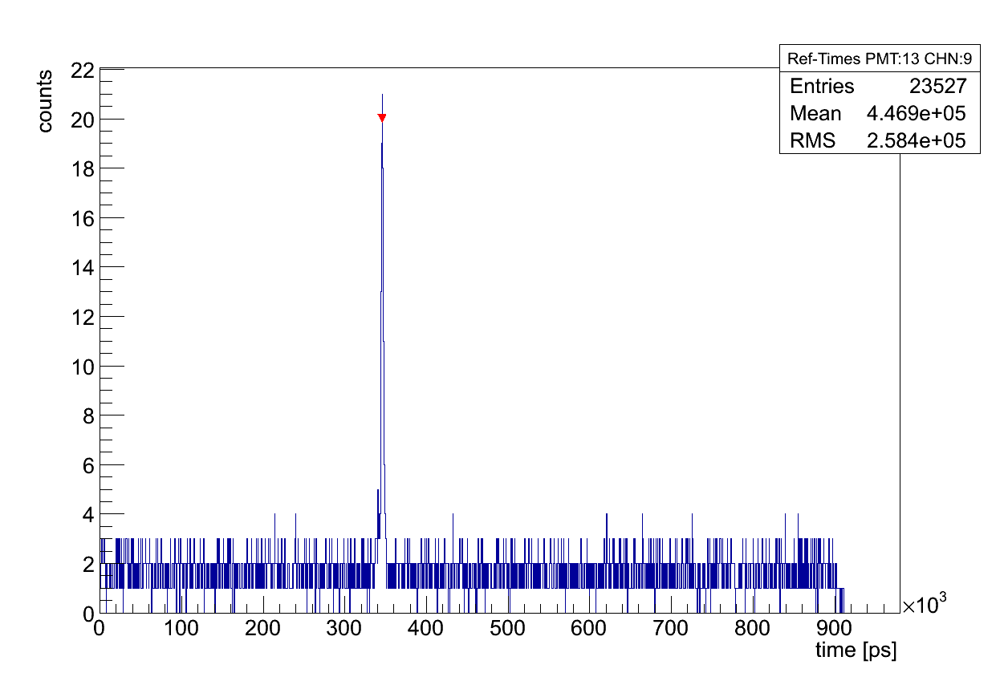 Ref-Times PMT:13 CHN:9
Entries 23527
Mean 4.469e+05
RMS 2.584e+05
counts
22
20
18
16
14
12
10
8
6
4
2
0
0 100 200 300 400 500 600 700 800 900 ×10³
time [ps]